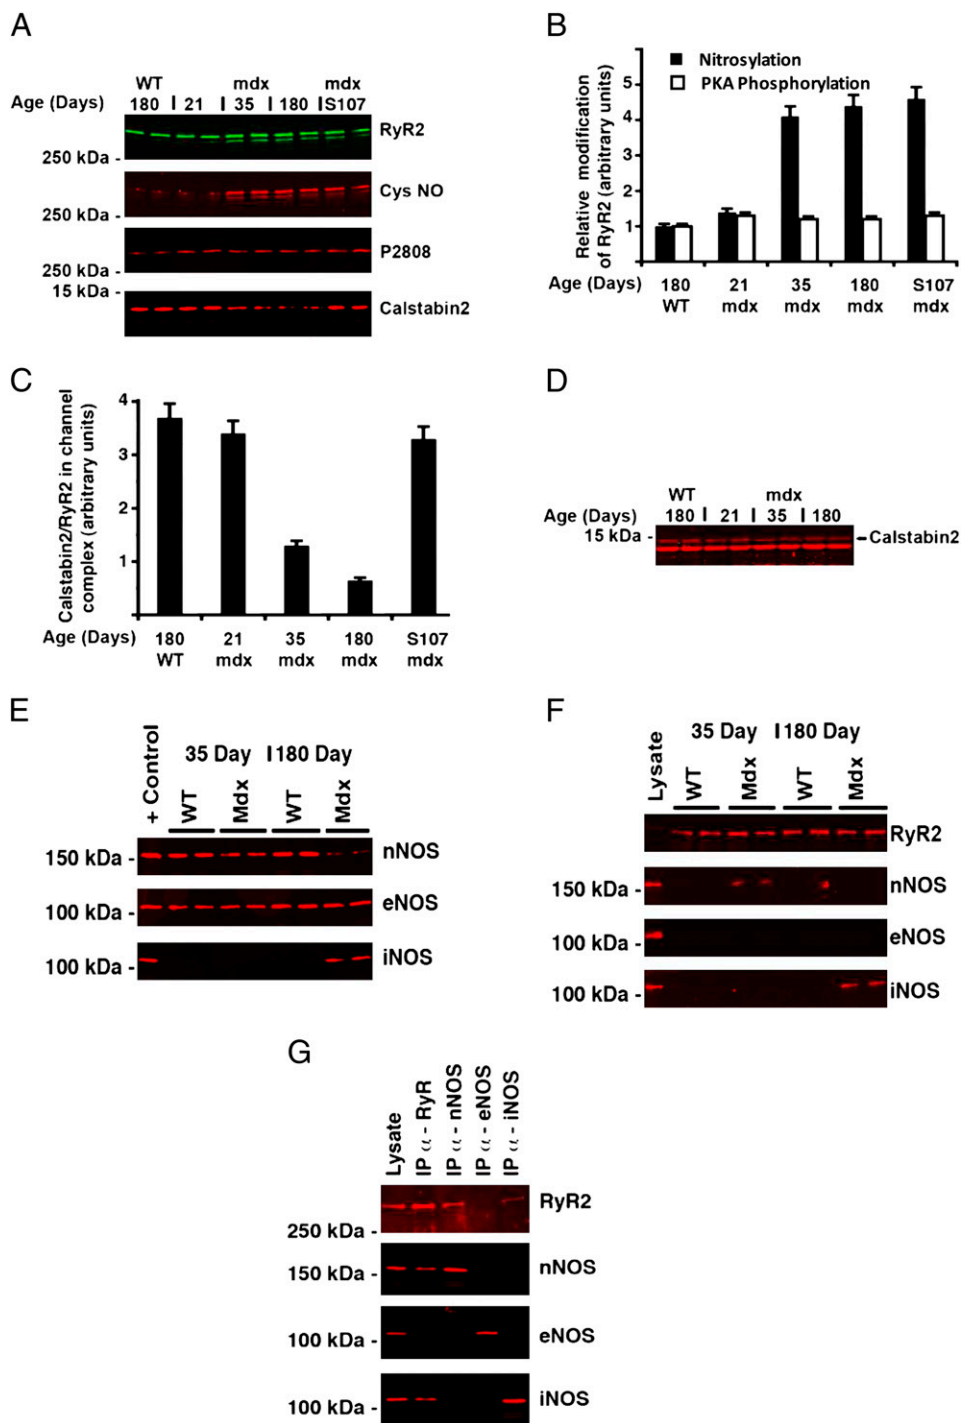 A
WT mdx mdx
Age (Days) 180 I 21 I 35 I 180 I S107
RyR2
250 kDa -
Cys NO
250 kDa -
P2808
250 kDa -
15 kDa -
Calstabin2
B
Relative modification
of RyR2 (arbitrary units)
5
4
3
2
1
Nitrosylation
PKA Phosphorylation
Age (Days) 180 21 35 180 S107
WT mdx mdx mdx mdx
C
Calstabin2/RyR2 in channel
complex (arbitrary units)
4
3
2
1
Age (Days) 180 21 35 180 S107
WT mdx mdx mdx mdx
D
WT mdx
Age (Days) 180 I 21 I 35 I 180
15 kDa -
Calstabin2
E
+ Control
35 Day I 180 Day
WT Mdx WT Mdx
150 kDa - nNOS
100 kDa - eNOS
100 kDa - iNOS
F
Lysate
35 Day I 180 Day
WT Mdx WT Mdx
RyR2
150 kDa - nNOS
100 kDa - eNOS
100 kDa - iNOS
G
Lysate
IP α - RyR
IP α - nNOS
IP α - eNOS
IP α - iNOS
RyR2
250 kDa -
150 kDa - nNOS
100 kDa - eNOS
100 kDa - iNOS